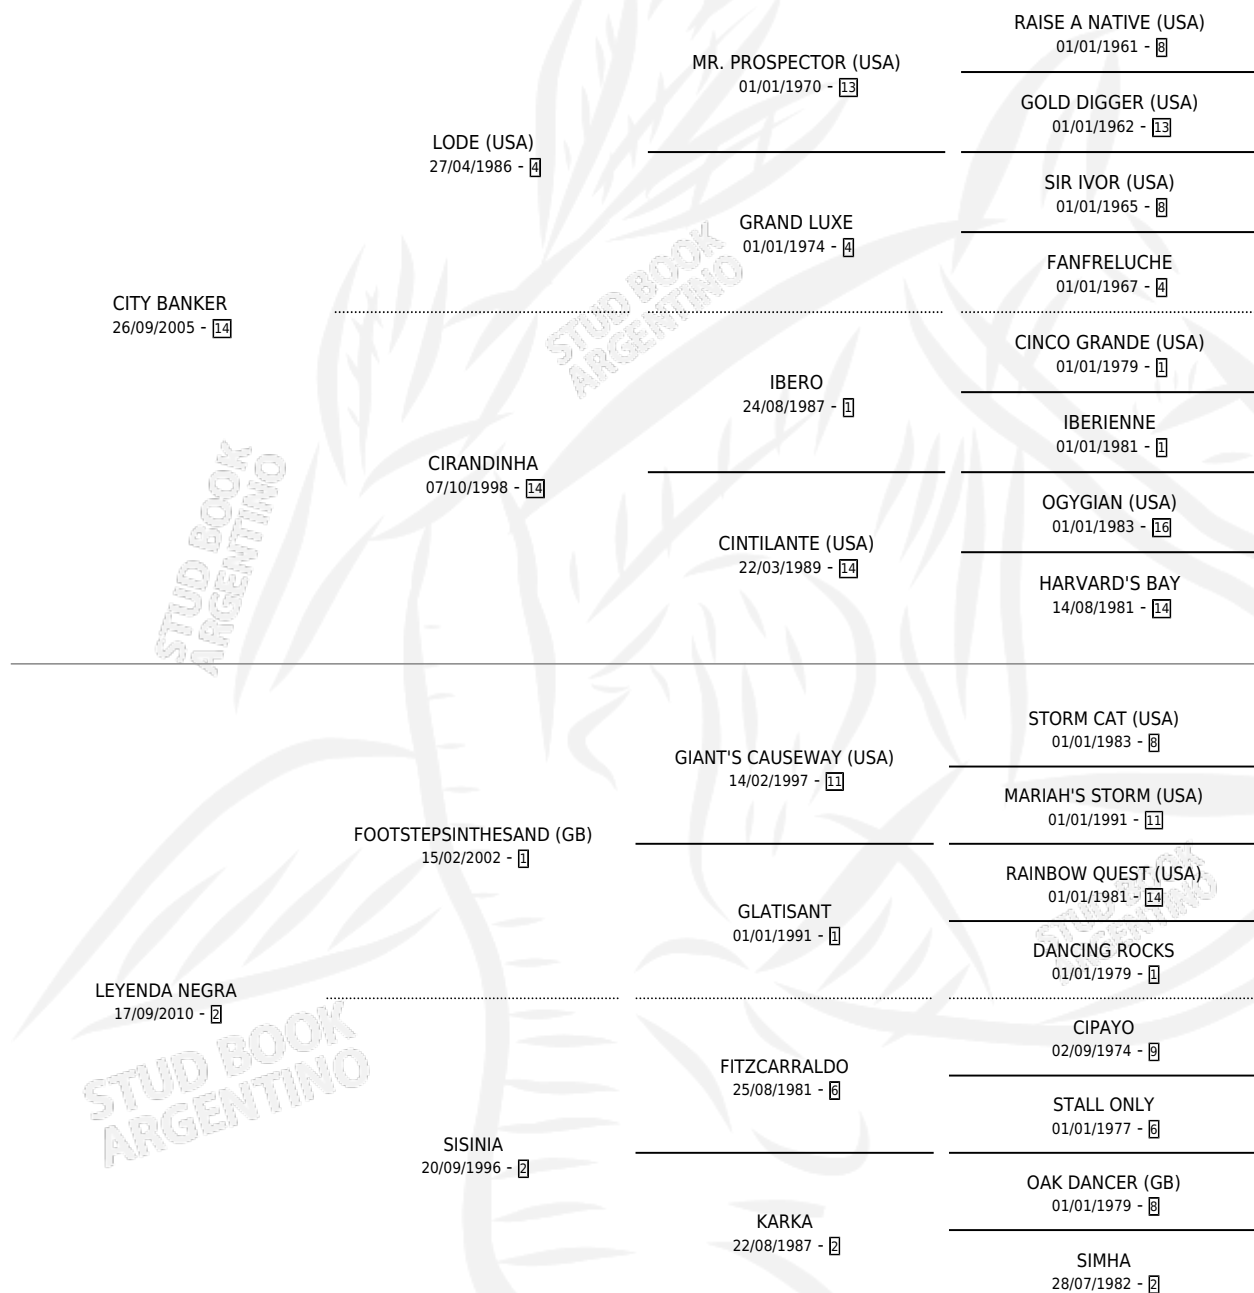 RAISE A NATIVE (USA)
01/01/1961 - 8
MR. PROSPECTOR (USA)
01/01/1970 - 13
GOLD DIGGER (USA)
01/01/1962 - 13
LODE (USA)
27/04/1986 - 4
SIR IVOR (USA)
01/01/1965 - 8
GRAND LUXE
01/01/1974 - 4
FANFRELUCHE
01/01/1967 - 4
CITY BANKER
26/09/2005 - 14
CINCO GRANDE (USA)
01/01/1979 - 1
IBERO
24/08/1987 - 1
IBERIENNE
01/01/1981 - 1
CIRANDINHA
07/10/1998 - 14
OGYGIAN (USA)
01/01/1983 - 16
CINTILANTE (USA)
22/03/1989 - 14
HARVARD'S BAY
14/08/1981 - 14
STUD BOOK
ARGENTINO
STUD BOOK
ARGENTINO
STORM CAT (USA)
01/01/1983 - 8
GIANT'S CAUSEWAY (USA)
14/02/1997 - 11
MARIAH'S STORM (USA)
01/01/1991 - 11
FOOTSTEPSINTHESAND (GB)
15/02/2002 - 1
RAINBOW QUEST (USA)
01/01/1981 - 14
GLATISANT
01/01/1991 - 1
DANCING ROCKS
01/01/1979 - 1
LEYENDA NEGRA
17/09/2010 - 2
CIPAYO
02/09/1974 - 9
FITZCARRALDO
25/08/1981 - 6
STALL ONLY
01/01/1977 - 6
SISINIA
20/09/1996 - 2
OAK DANCER (GB)
01/01/1979 - 8
KARKA
22/08/1987 - 2
SIMHA
28/07/1982 - 2
STUD BOOK
ARGENTINO
STUD BOOK
ARGENTINO